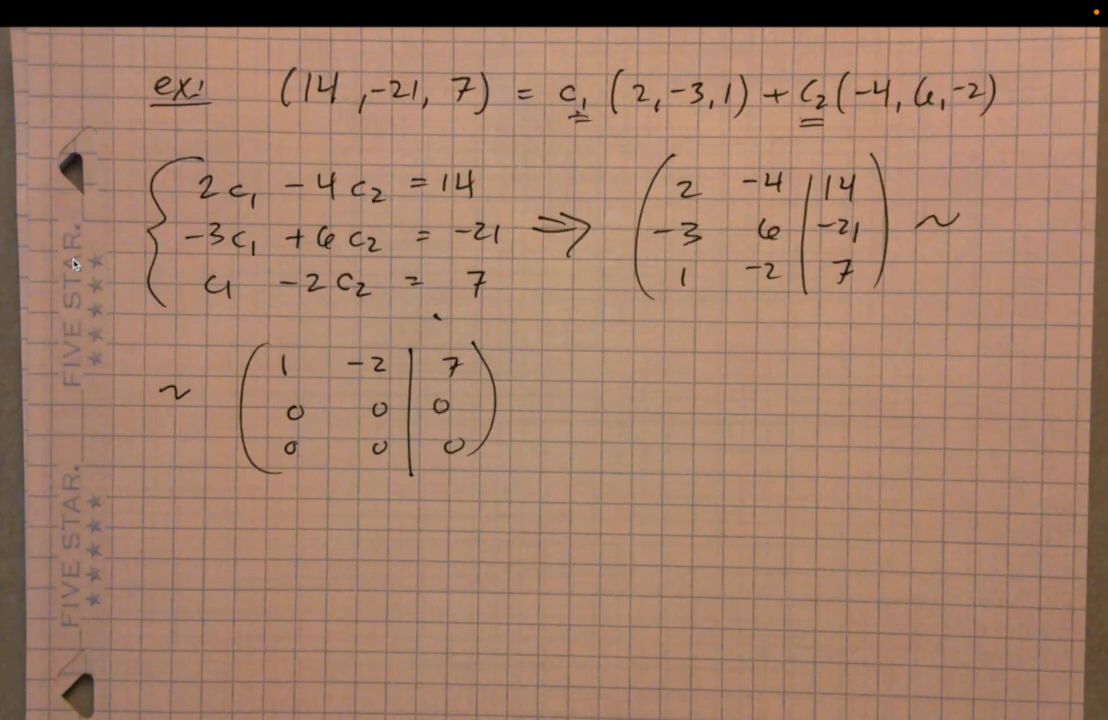 ex: (14, -21, 7) = c₁ (2, -3, 1) + c₂ (-4, 6, -2)
{ 2c₁ - 4c₂ = 14 ⇒ ( 2 -4 | 14 ) ~
-3c₁ + 6c₂ = -21 ( -3 6 | -21 )
c₁ - 2c₂ = 7 ( 1 -2 | 7 )
~ ( 1 -2 | 7 )
( 0 0 | 0 )
( 0 0 | 0 )
FIVE STAR. ★★★★★
FIVE STAR. ★★★★★